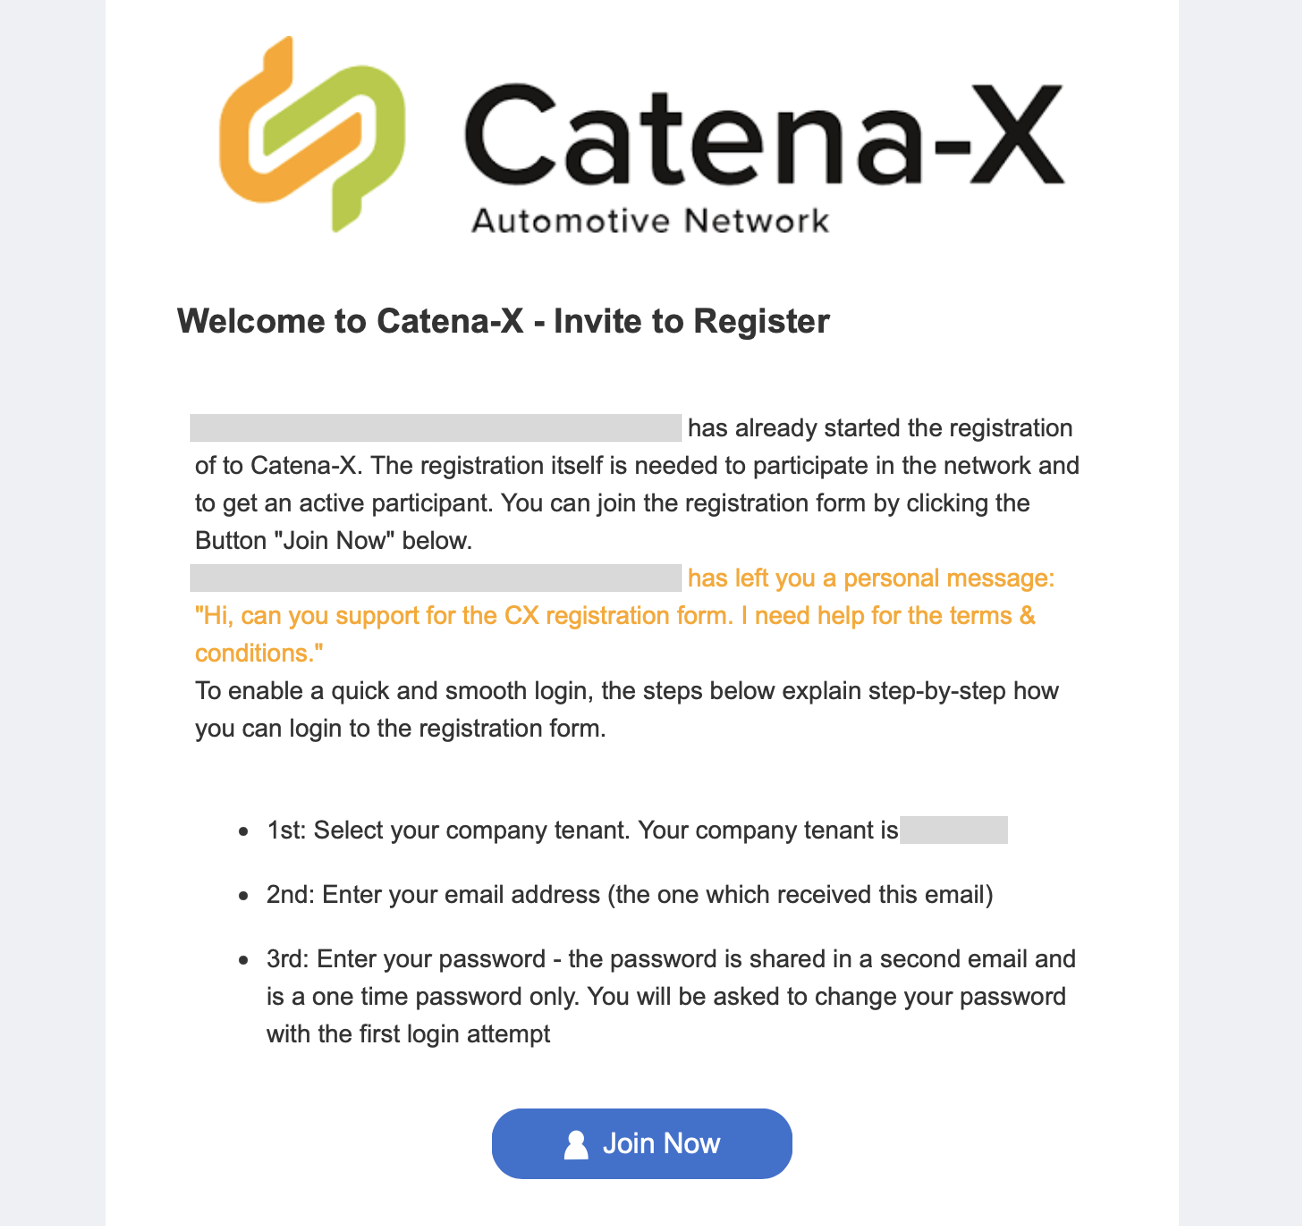 Catena-X
Automotive Network
Welcome to Catena-X - Invite to Register
has already started the registration
of to Catena-X. The registration itself is needed to participate in the network and
to get an active participant. You can join the registration form by clicking the
Button "Join Now" below.
has left you a personal message:
"Hi, can you support for the CX registration form. I need help for the terms &
conditions."
To enable a quick and smooth login, the steps below explain step-by-step how
you can login to the registration form.
• 1st: Select your company tenant. Your company tenant is
• 2nd: Enter your email address (the one which received this email)
• 3rd: Enter your password - the password is shared in a second email and
is a one time password only. You will be asked to change your password
with the first login attempt
Join Now